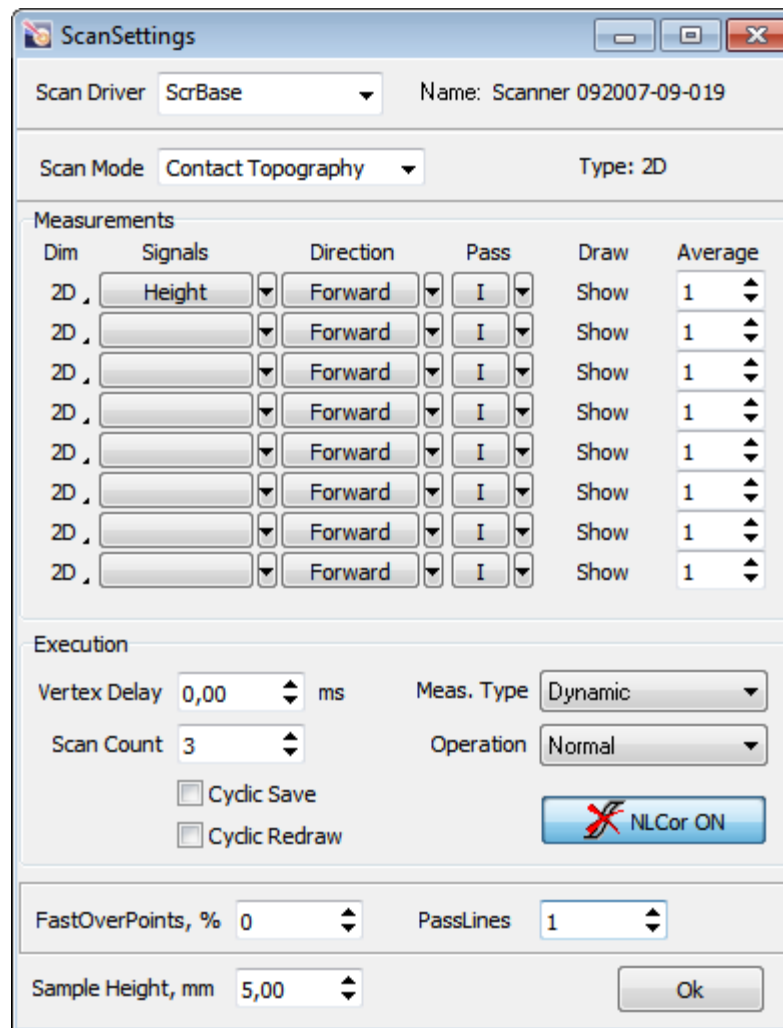 ScanSettings
Scan Driver ScrBase Name: Scanner 092007-09-019
Scan Mode Contact Topography Type: 2D
Measurements
Dim Signals Direction Pass Draw Average
2D Height Forward I Show 1
2D Forward I Show 1
2D Forward I Show 1
2D Forward I Show 1
2D Forward I Show 1
2D Forward I Show 1
2D Forward I Show 1
2D Forward I Show 1
Execution
Vertex Delay 0,00 ms Meas. Type Dynamic
Scan Count 3 Operation Normal
Cyclic Save
Cyclic Redraw NLCor ON
FastOverPoints, % 0 PassLines 1
Sample Height, mm 5,00 Ok